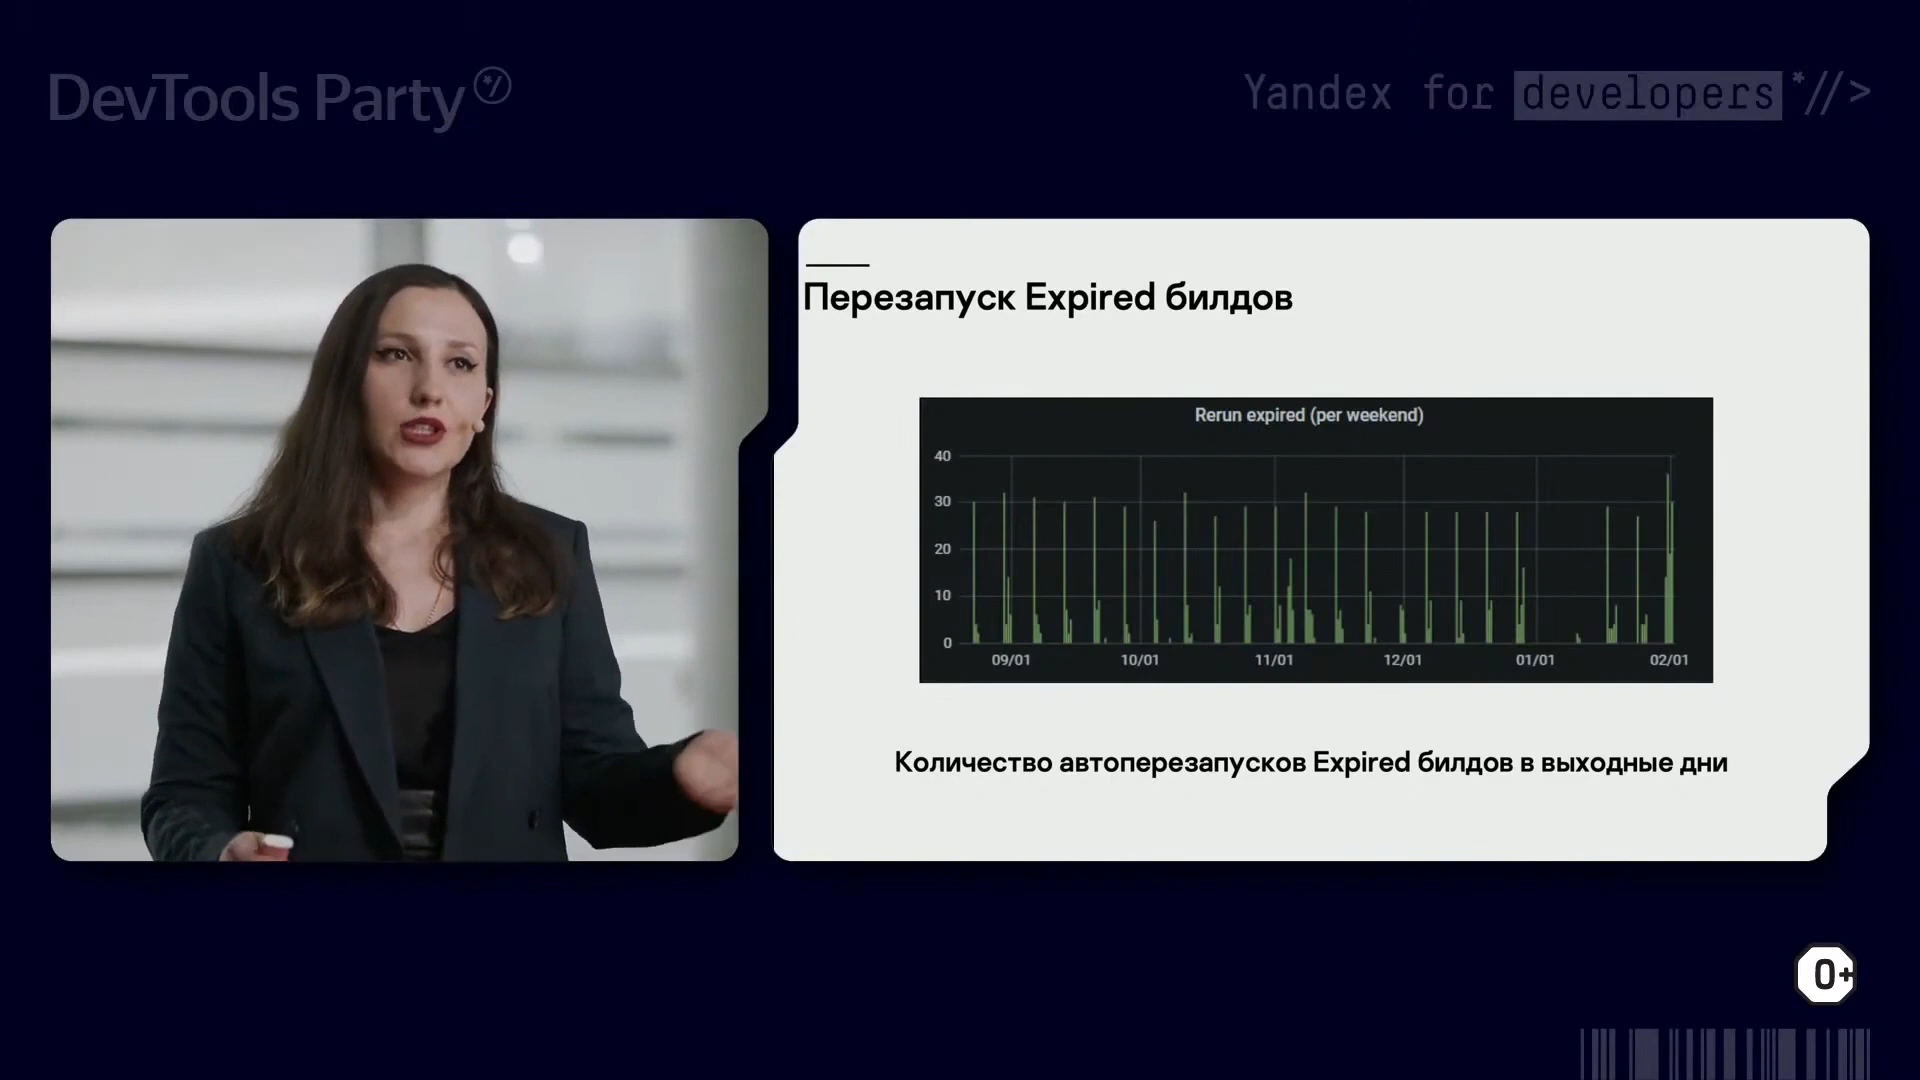 DevTools Party */
Yandex for developers *//>
Перезапуск Expired билдов
Rerun expired (per weekend)
40
30
20
10
0
09/01 10/01 11/01 12/01 01/01 02/01
Количество автоперезапусков Expired билдов в выходные дни
0+